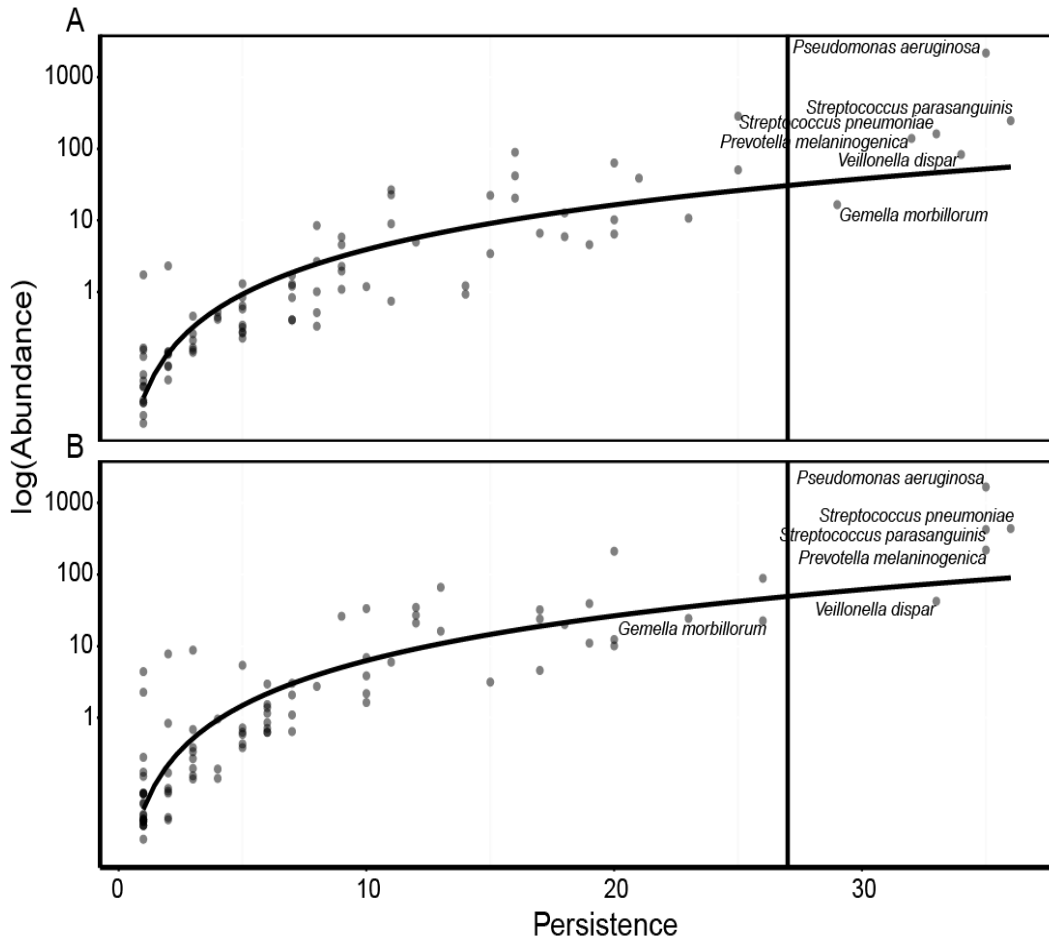 A
Pseudomonas aeruginosa
1000
Streptococcus parasanguinis
Streptococcus pneumoniae
100
Prevotella melaninogenica
Veillonella dispar
10
Gemella morbillorum
1
log(Abundance)
B
Pseudomonas aeruginosa
1000
Streptococcus pneumoniae
Streptococcus parasanguinis
Prevotella melaninogenica
100
Veillonella dispar
Gemella morbillorum
10
1
0 10 20 30
Persistence